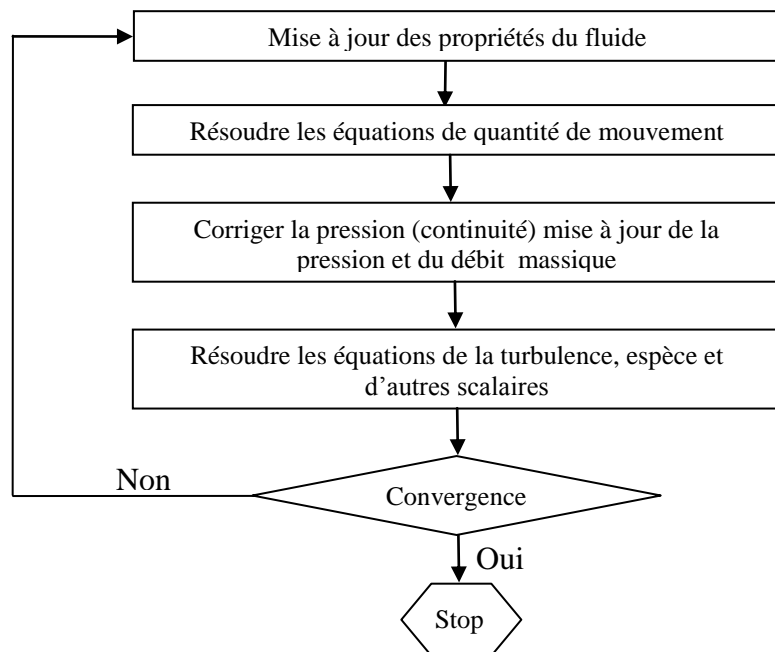 Mise à jour des propriétés du fluide
Résoudre les équations de quantité de mouvement
Corriger la pression (continuité) mise à jour de la
pression et du débit massique
Résoudre les équations de la turbulence, espèce et
d’autres scalaires
Non
Convergence
Oui
Stop